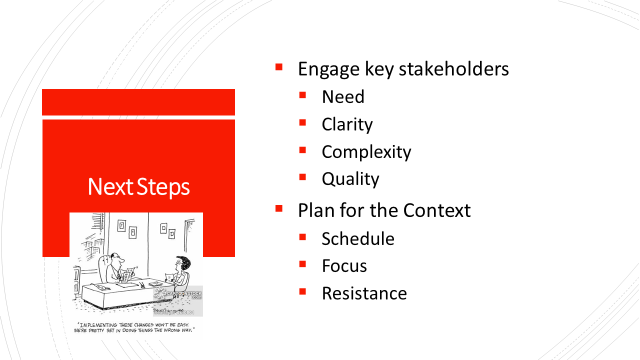 Next Steps
"IMPLEMENTING THESE CHANGES WON'T BE EASY.
WE'RE PRETTY SET IN DOING THINGS THE WRONG WAY."
Engage key stakeholders
Need
Clarity
Complexity
Quality
Plan for the Context
Schedule
Focus
Resistance